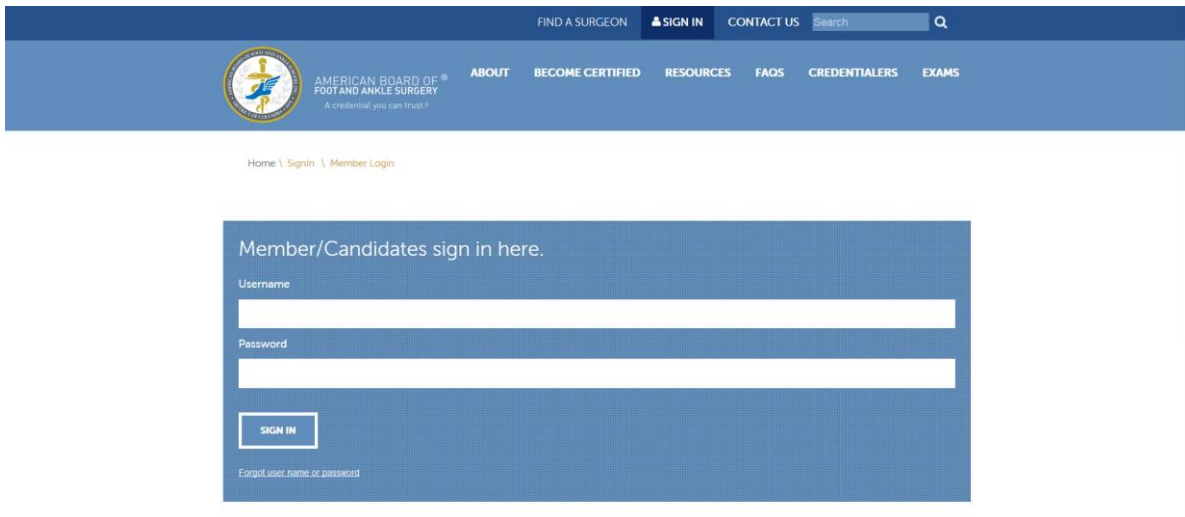 FIND A SURGEON SIGN IN CONTACT US Search
AMERICAN BOARD OF ®
FOOT AND ANKLE SURGERY
A credential you can trust.®
ABOUT BECOME CERTIFIED RESOURCES FAQS CREDENTIALERS EXAMS
Home \ SignIn \ Member Login
Member/Candidates sign in here.
Username
Password
SIGN IN
Forgot user name or password